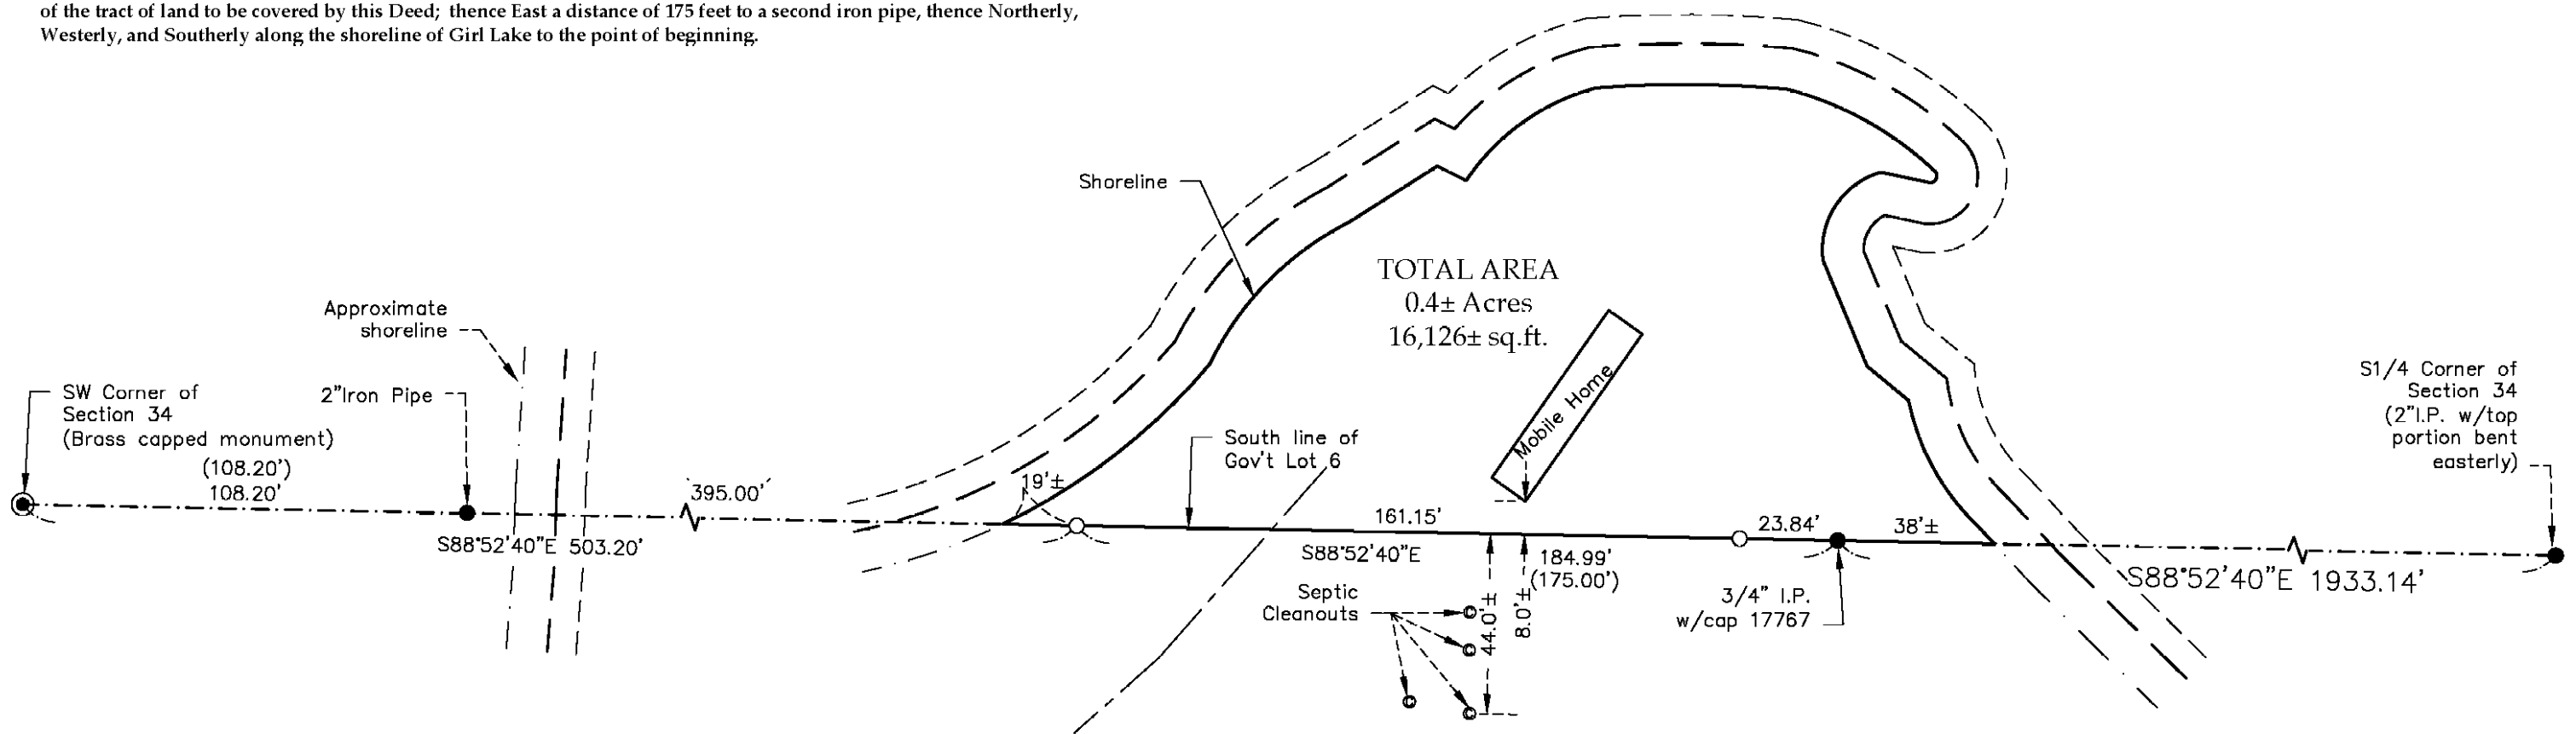 of the tract of land to be covered by this Deed; thence East a distance of 175 feet to a second iron pipe, thence Northerly,
Westerly, and Southerly along the shoreline of Girl Lake to the point of beginning.
Shoreline
TOTAL AREA
0.4± Acres
16,126± sq.ft.
Approximate
shoreline
SW Corner of
Section 34
(Brass capped monument)
(108.20')
108.20'
2"Iron Pipe
S88°52'40"E 503.20'
395.00'
19'±
South line of
Gov't Lot 6
Mobile Home
161.15'
S88°52'40"E
184.99'
(175.00')
23.84'
38'±
Septic
Cleanouts
44.0'±
8.0'±
3/4" I.P.
w/cap 17767
S1/4 Corner of
Section 34
(2"I.P. w/top
portion bent
easterly)
S88°52'40"E 1933.14'